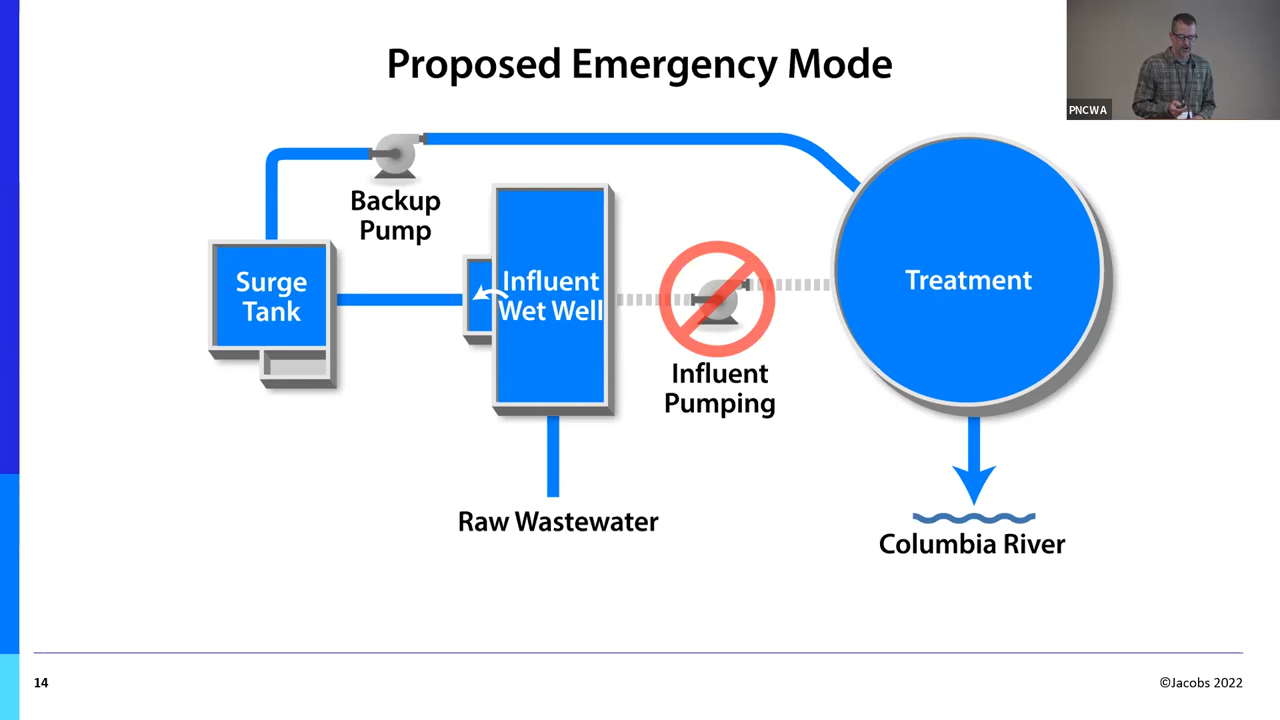 Proposed Emergency Mode
PNCWA
Backup
Pump
Surge
Tank
Influent
Wet Well
Treatment
Influent
Pumping
Raw Wastewater
Columbia River
14
©Jacobs 2022